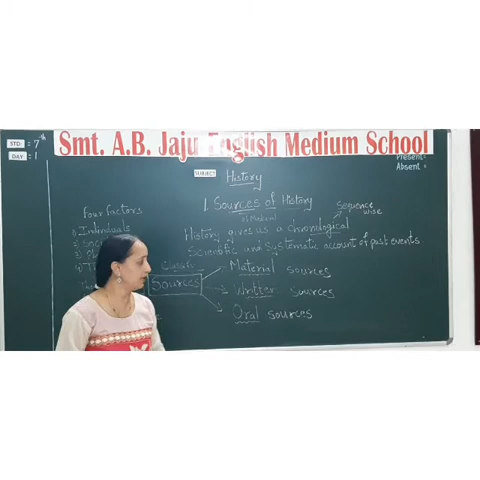 STD: = 7th
DAY: = 1
Smt. A.B. Jaju English Medium School
Present=
Absent =
SUBJECT
History
1. Sources of History
Sequence
wise
Four factors
1) Individuals
History gives us a chronological
Scientific and Systematic account of past events
Classify
Sources
Material sources
Written sources
Oral sources